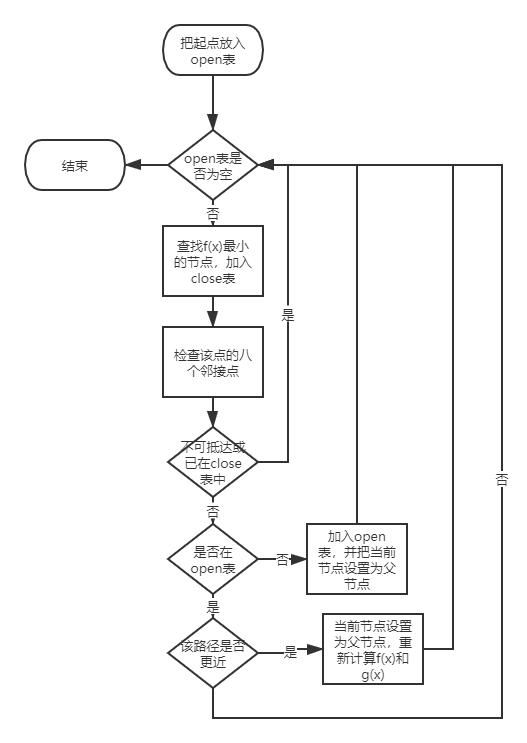 把起点放入
open表
结束
open表是
否为空
否
查找f(x)最小
的节点，加入
close表
是
检查该点的八
个邻接点
不可抵达或
已在close
表中
否
否
是否在
open表
否
加入open
表，并把当前
节点设置为父
节点
是
该路径是否
更近
是
当前节点设置
为父节点，重
新计算f(x)和
g(x)